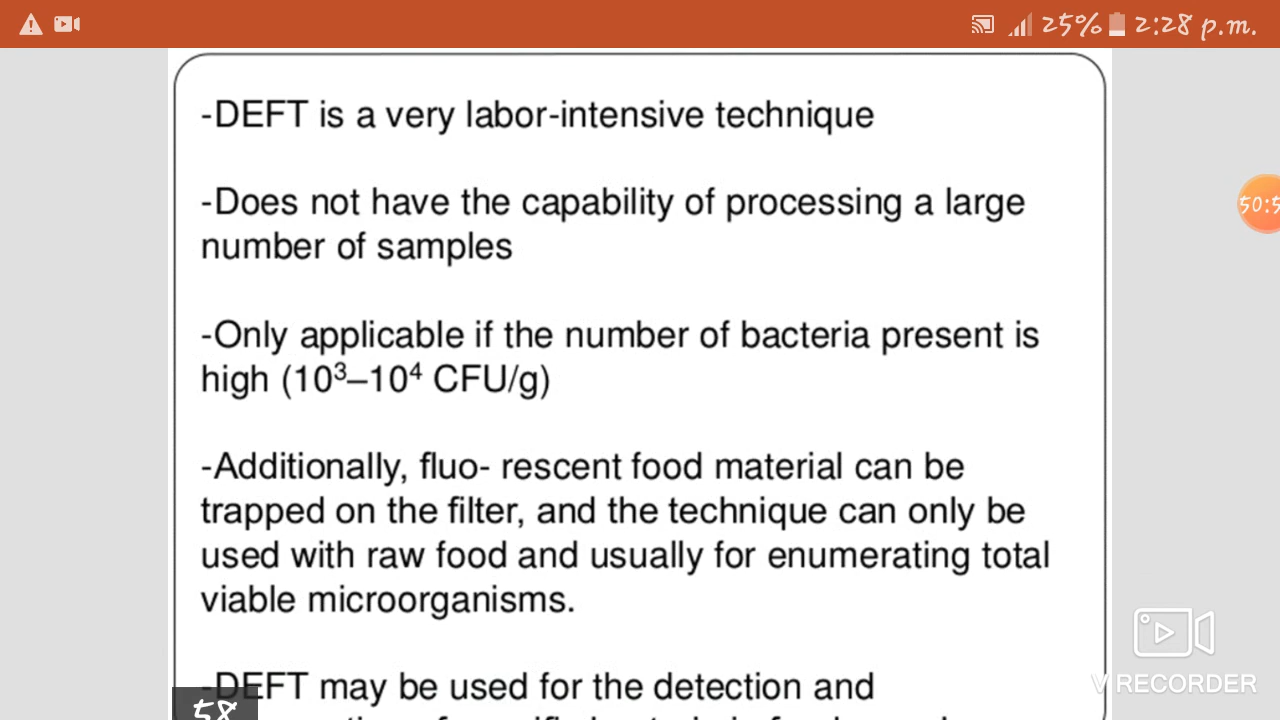 25% 2:28 p.m.
-DEFT is a very labor-intensive technique
50:5
-Does not have the capability of processing a large
number of samples
-Only applicable if the number of bacteria present is
high (10³–10⁴ CFU/g)
-Additionally, fluo- rescent food material can be
trapped on the filter, and the technique can only be
used with raw food and usually for enumerating total
viable microorganisms.
-DEFT may be used for the detection and
58
VRECORDER